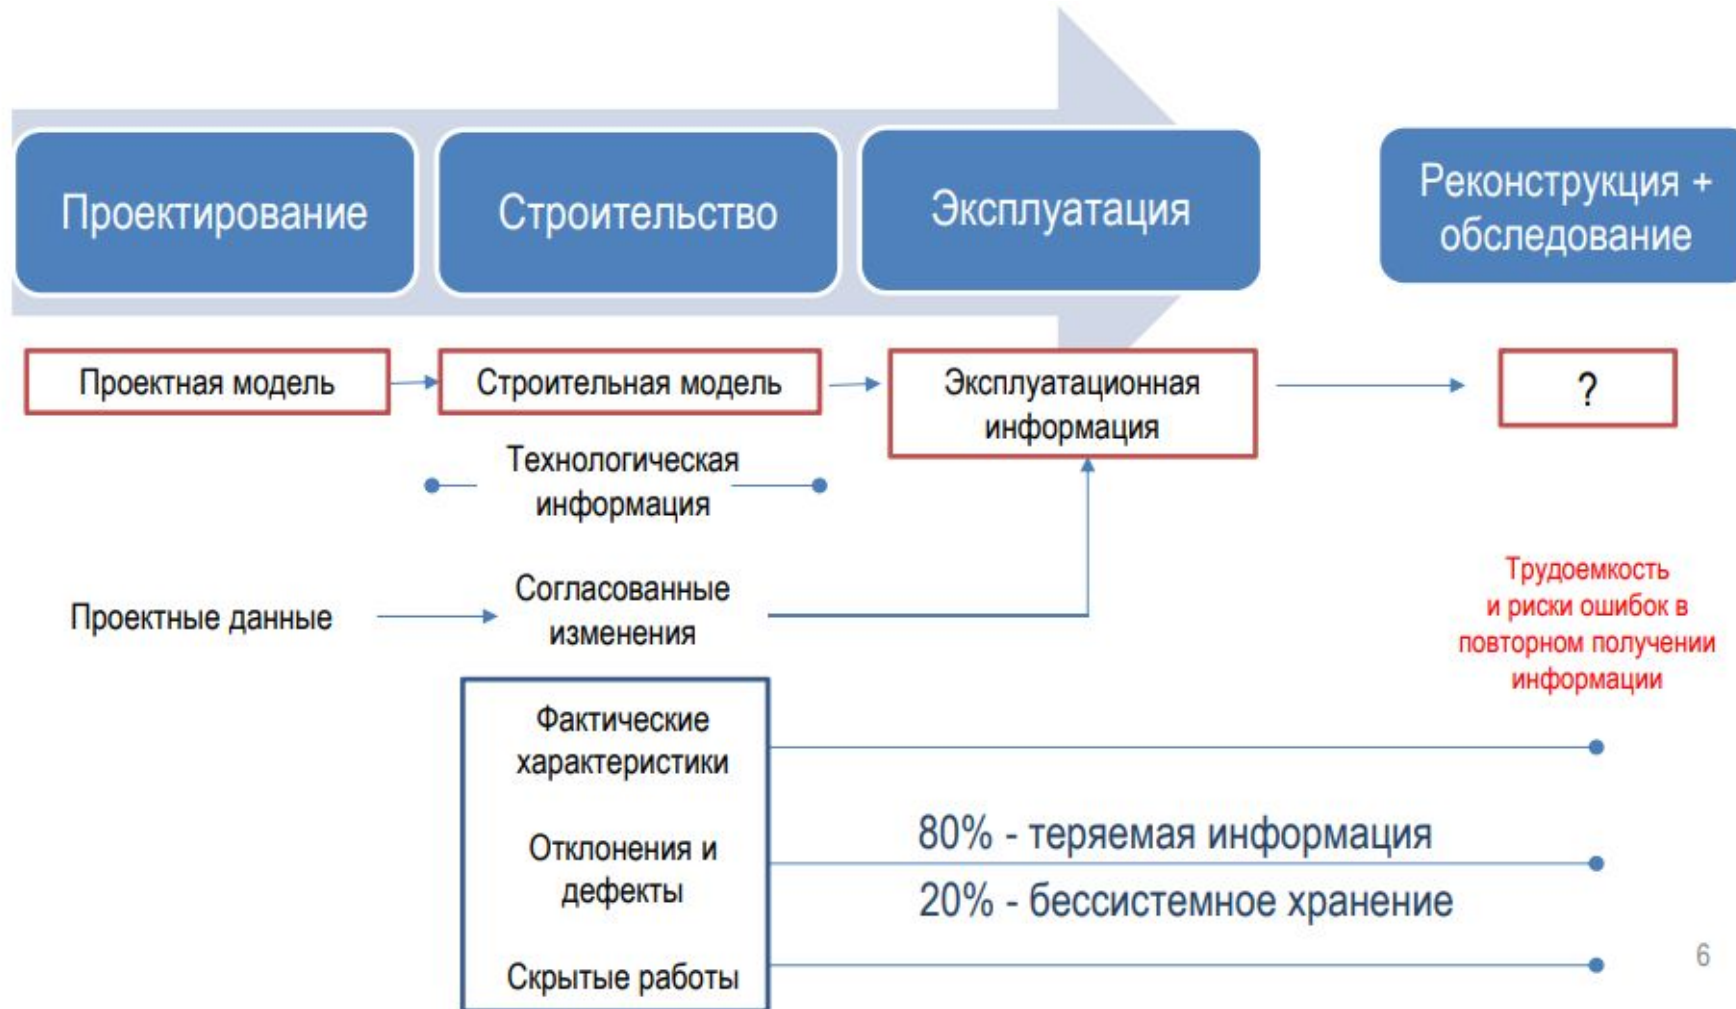 Проектирование
Строительство
Эксплуатация
Реконструкция +
обследование
Проектная модель
Строительная модель
Эксплуатационная
информация
?
Технологическая
информация
Проектные данные
Согласованные
изменения
Трудоемкость
и риски ошибок в
повторном получении
информации
Фактические
характеристики
Отклонения и
дефекты
Скрытые работы
80% - теряемая информация
20% - бессистемное хранение
6